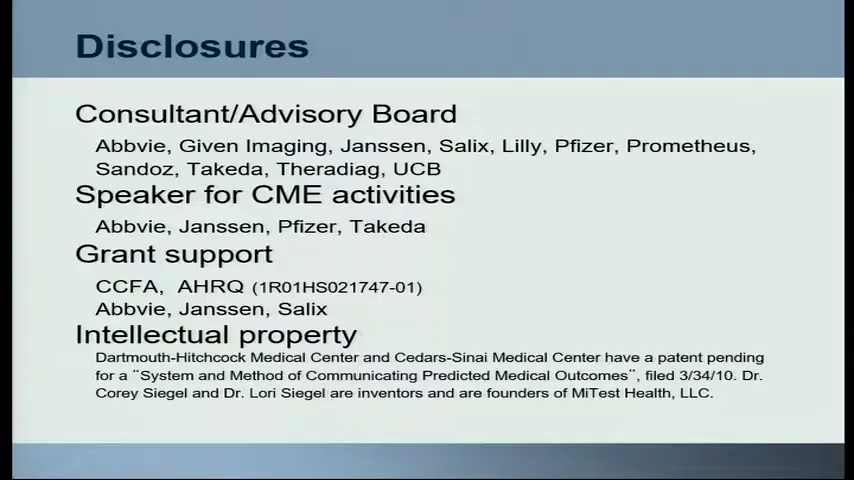 Disclosures
Consultant/Advisory Board
Abbvie, Given Imaging, Janssen, Salix, Lilly, Pfizer, Prometheus,
Sandoz, Takeda, Theradiag, UCB
Speaker for CME activities
Abbvie, Janssen, Pfizer, Takeda
Grant support
CCFA, AHRQ (1R01HS021747-01)
Abbvie, Janssen, Salix
Intellectual property
Dartmouth-Hitchcock Medical Center and Cedars-Sinai Medical Center have a patent pending
for a "System and Method of Communicating Predicted Medical Outcomes", filed 3/34/10. Dr.
Corey Siegel and Dr. Lori Siegel are inventors and are founders of MiTest Health, LLC.